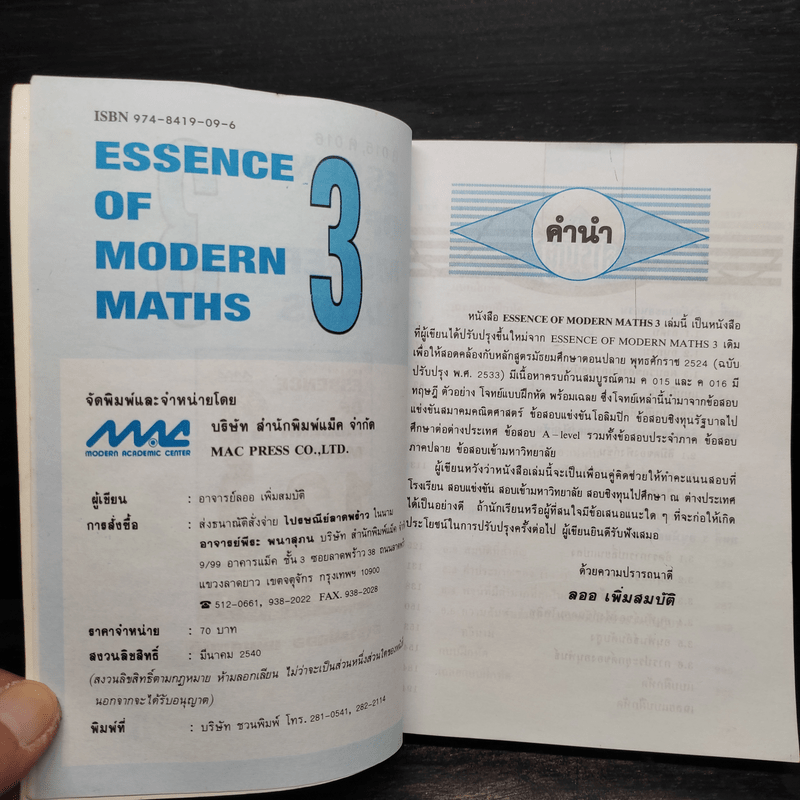 ISBN 974-8419-09-6
ESSENCE
OF
MODERN
MATHS
3
จัดพิมพ์และจำหน่ายโดย
MAC
MODERN ACADEMIC CENTER
บริษัท สำนักพิมพ์แม็ค จำกัด
MAC PRESS CO.,LTD.
ผู้เขียน : อาจารย์ลออ เพิ่มสมบัติ
การสั่งซื้อ : ส่งธนาณัติสั่งจ่าย ไปรษณีย์ลาดพร้าว ในนาม
อาจารย์พีระ พนาสุภน บริษัท สำนักพิมพ์แม็ค
9/99 อาคารแม็ค ชั้น 3 ซอยลาดพร้าว 38 ถนนลาดพร้าว
แขวงลาดยาว เขตจตุจักร กรุงเทพฯ 10900
☎ 512-0661, 938-2022 FAX. 938-2028
ราคาจำหน่าย : 70 บาท
สงวนลิขสิทธิ์ : มีนาคม 2540
(สงวนลิขสิทธิ์ตามกฎหมาย ห้ามลอกเลียน ไม่ว่าจะเป็นส่วนหนึ่งส่วนใดของหนังสือ
นอกจากจะได้รับอนุญาต)
พิมพ์ที่ : บริษัท ชวนพิมพ์ โทร. 281-0541, 282-2114
คำนำ
หนังสือ ESSENCE OF MODERN MATHS 3 เล่มนี้ เป็นหนังสือ
ที่ผู้เขียนได้ปรับปรุงขึ้นใหม่จาก ESSENCE OF MODERN MATHS 3 เดิม
เพื่อให้สอดคล้องกับหลักสูตรมัธยมศึกษาตอนปลาย พุทธศักราช 2524 (ฉบับ
ปรับปรุง พ.ศ. 2533) มีเนื้อหาครบถ้วนสมบูรณ์ตาม ค 015 และ ค 016 มี
ทฤษฎี ตัวอย่าง โจทย์แบบฝึกหัด พร้อมเฉลย ซึ่งโจทย์เหล่านี้นำมาจากข้อสอบ
แข่งขันสมาคมคณิตศาสตร์ ข้อสอบแข่งขันโอลิมปิก ข้อสอบชิงทุนรัฐบาลไป
ศึกษาต่อต่างประเทศ ข้อสอบ A-level รวมทั้งข้อสอบประจำภาค ข้อสอบ
ภาคปลาย ข้อสอบเข้ามหาวิทยาลัย
ผู้เขียนหวังว่าหนังสือเล่มนี้จะเป็นเพื่อนคู่คิดช่วยให้ทำคะแนนสอบที่
โรงเรียน สอบแข่งขัน สอบเข้ามหาวิทยาลัย สอบชิงทุนไปศึกษา ณ ต่างประเทศ
ได้เป็นอย่างดี ถ้านักเรียนหรือผู้ที่สนใจมีข้อเสนอแนะใด ๆ ที่จะก่อให้เกิด
ประโยชน์ในการปรับปรุงครั้งต่อไป ผู้เขียนยินดีรับฟังเสมอ
ด้วยความปรารถนาดี
ลออ เพิ่มสมบัติ